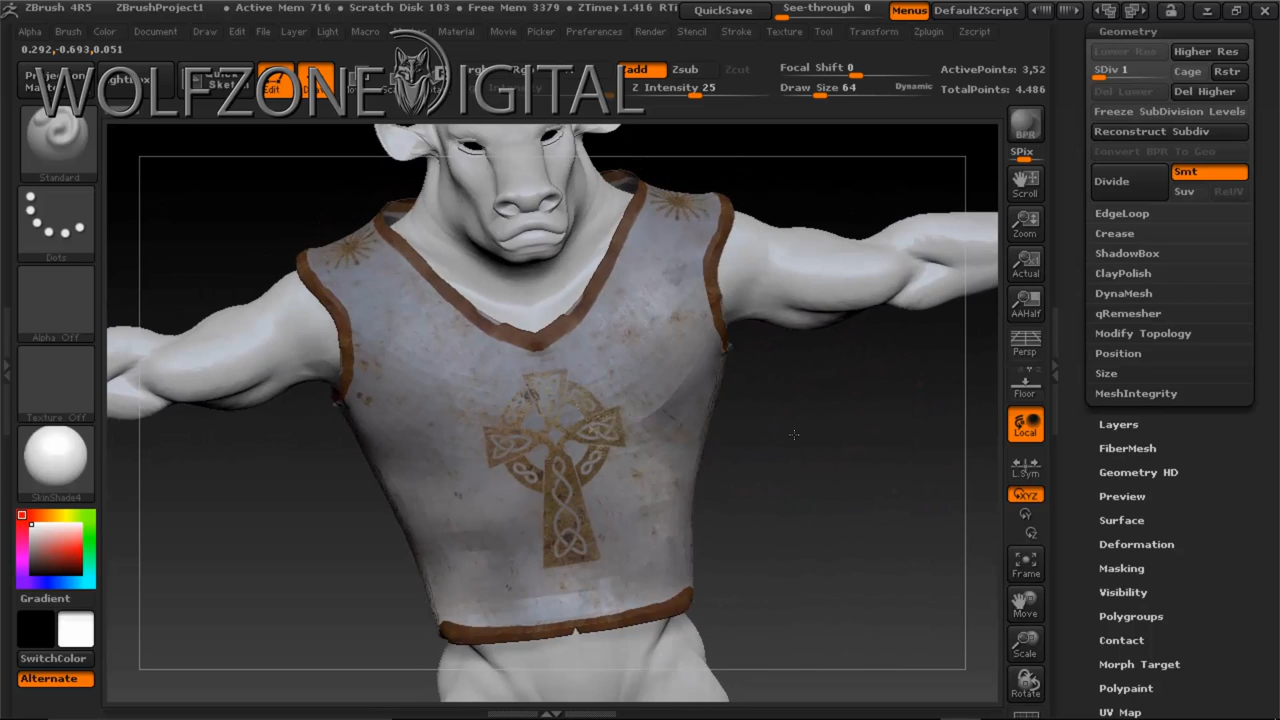 ZBrush 4R5 ZBrushProject1 • Active Mem 716 • Scratch Disk 103 • Free Mem 3379 • ZTime▶1.416 RTi QuickSave See-through 0 Menus DefaultZScript
Alpha Brush Color Document Draw Edit File Layer Light Macro Material Movie Picker Preferences Render Stencil Stroke Texture Tool Transform Zplugin Zscript
0.292,-0.693,0.051
WOLFZONE DIGITAL
Edit
Zadd Zsub Zcut
Z Intensity 25
Focal Shift 0
Draw Size 64 Dynamic
ActivePoints: 3,52
TotalPoints: 4.486
Standard
Dots
Alpha Off
Texture Off
SkinShade4
Gradient
SwitchColor
Alternate
BPR
SPix
Scroll
Zoom
Actual
AAHalf
Persp
Floor
Local
L.Sym
XYZ
Frame
Move
Scale
Rotate
Geometry
Lower Res Higher Res
SDiv 1 Cage Rstr
Del Lower Del Higher
Freeze SubDivision Levels
Reconstruct Subdiv
Convert BPR To Geo
Divide Smt
Suv ReUV
EdgeLoop
Crease
ShadowBox
ClayPolish
DynaMesh
qRemesher
Modify Topology
Position
Size
MeshIntegrity
Layers
FiberMesh
Geometry HD
Preview
Surface
Deformation
Masking
Visibility
Polygroups
Contact
Morph Target
Polypaint
UV Map